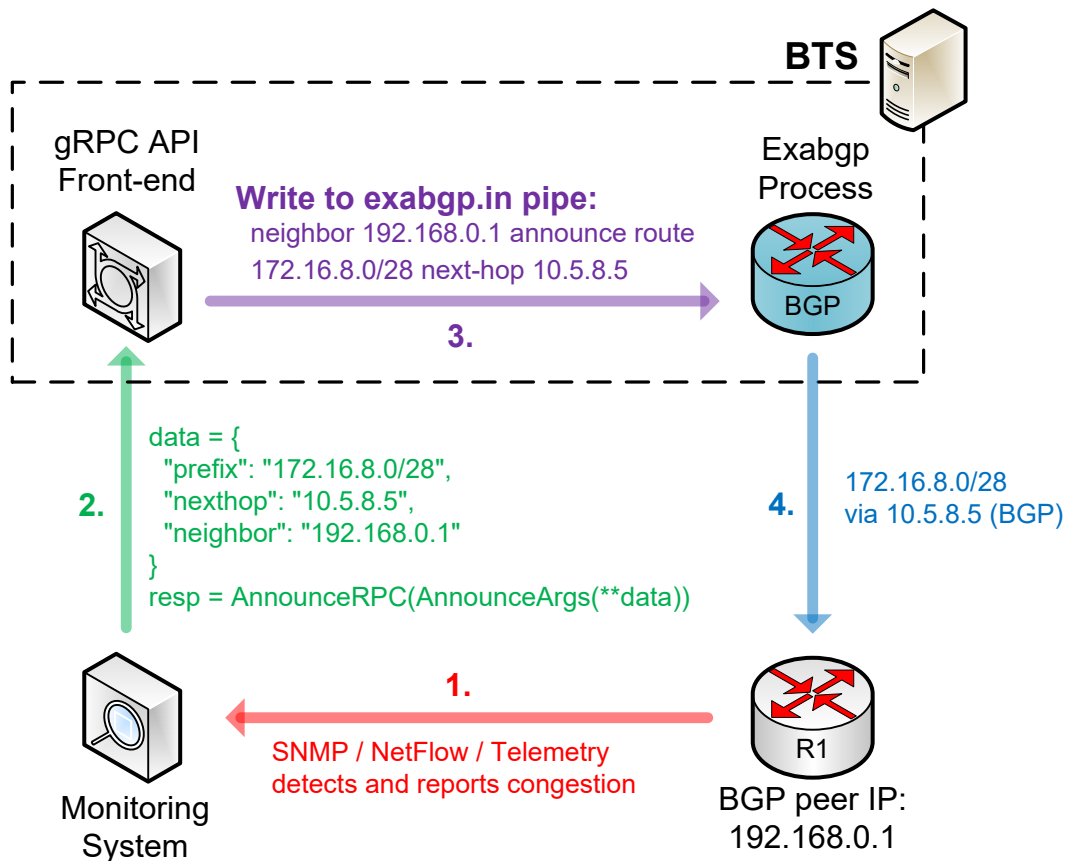 BTS
gRPC API
Front-end
Write to exabgp.in pipe:
neighbor 192.168.0.1 announce route
172.16.8.0/28 next-hop 10.5.8.5
3.
Exabgp
Process
BGP
2.
data = {
"prefix": "172.16.8.0/28",
"nexthop": "10.5.8.5",
"neighbor": "192.168.0.1"
}
resp = AnnounceRPC(AnnounceArgs(**data))
4.
172.16.8.0/28
via 10.5.8.5 (BGP)
1.
SNMP / NetFlow / Telemetry
detects and reports congestion
Monitoring
System
R1
BGP peer IP:
192.168.0.1